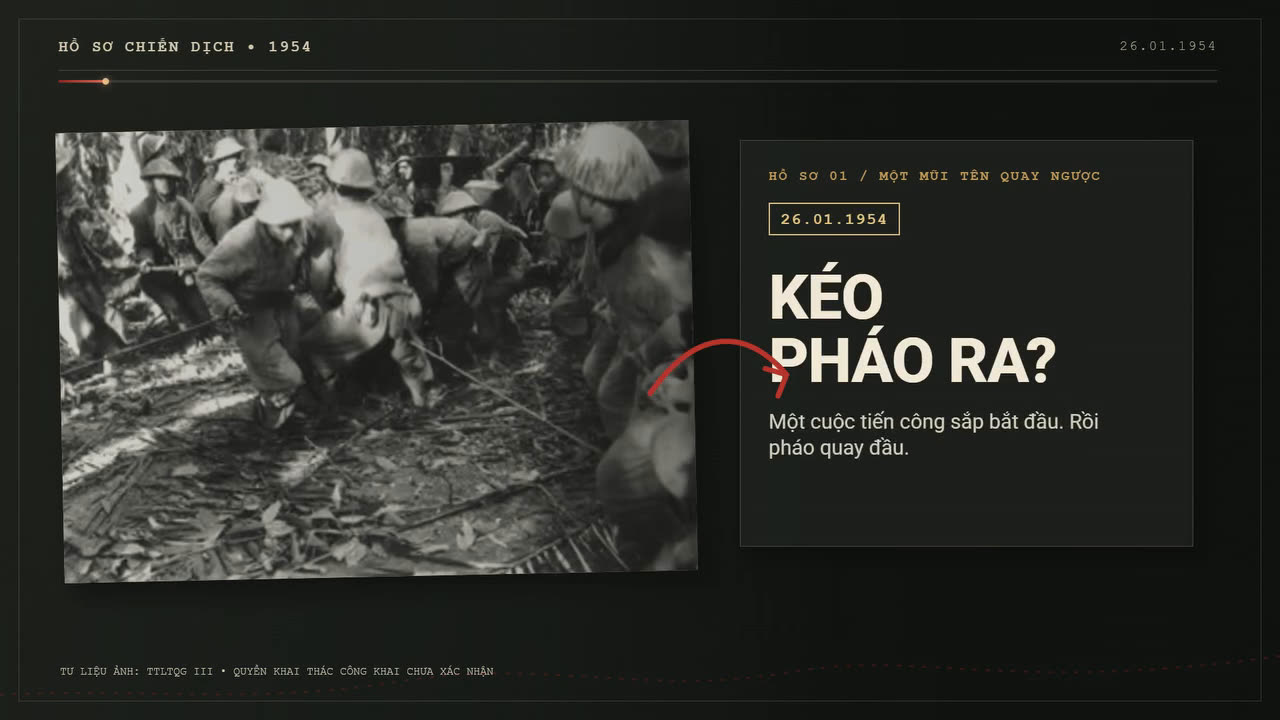 HỒ SƠ CHIẾN DỊCH • 1954
26.01.1954
HỒ SƠ 01 / MỘT MŨI TÊN QUAY NGƯỢC
26.01.1954
KÉO
PHÁO RA?
Một cuộc tiến công sắp bắt đầu. Rồi
pháo quay đầu.
TƯ LIỆU ẢNH: TTLTQG III • QUYỀN KHAI THÁC CÔNG KHAI CHƯA XÁC NHẬN